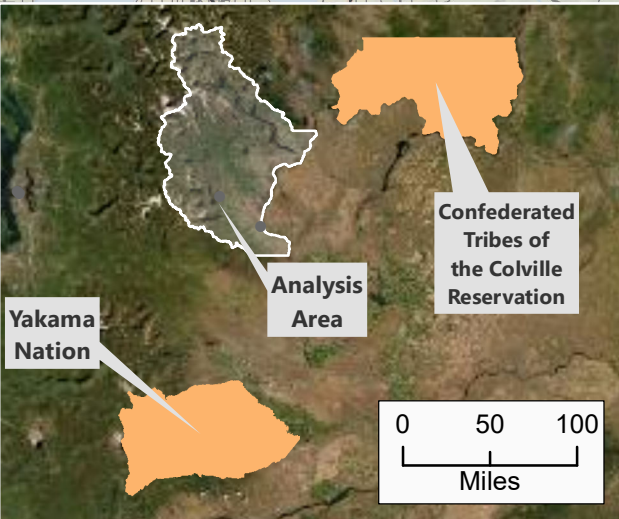 Confederated
Tribes of
the Colville
Reservation
Analysis
Area
Yakama
Nation
0 50 100
Miles